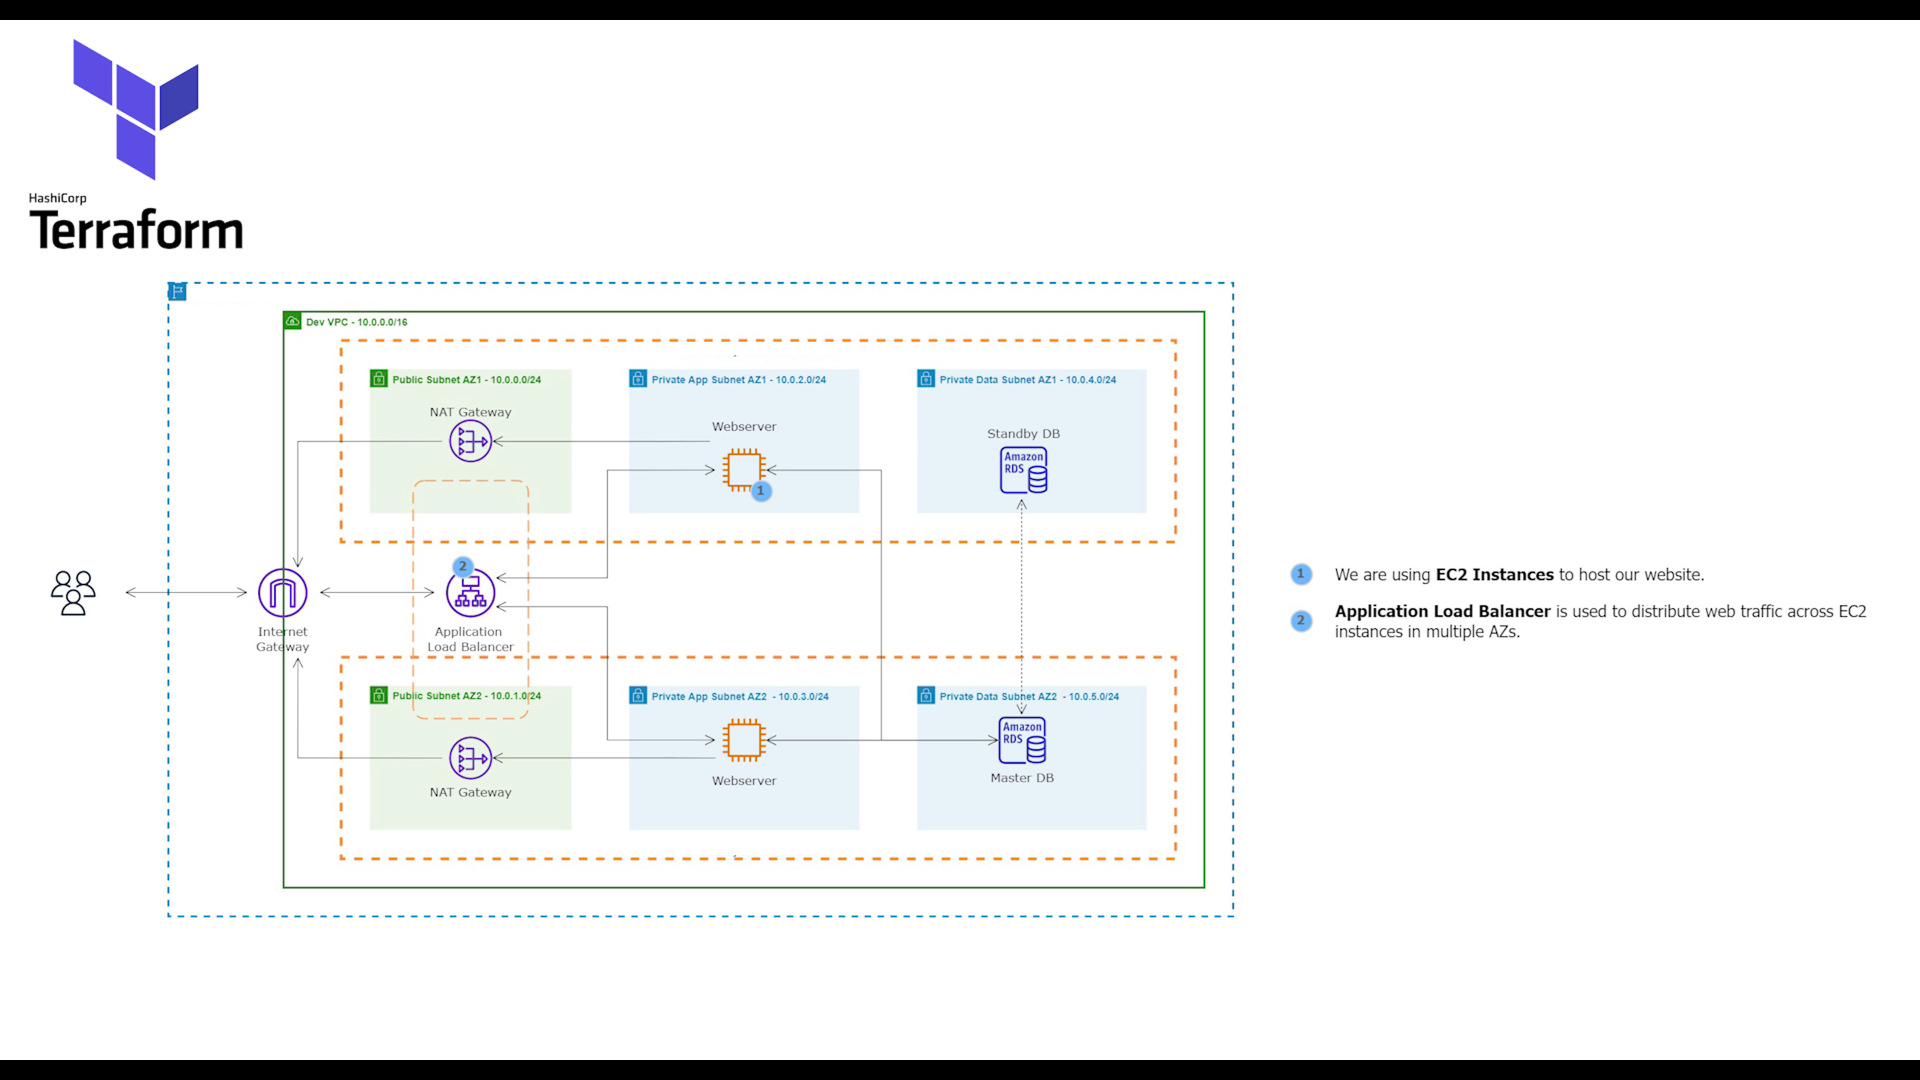 HashiCorp
Terraform
Dev VPC - 10.0.0.0/16
Public Subnet AZ1 - 10.0.0.0/24
Private App Subnet AZ1 - 10.0.2.0/24
Private Data Subnet AZ1 - 10.0.4.0/24
NAT Gateway
Webserver
Standby DB
Amazon
RDS
1
2
Internet
Gateway
Application
Load Balancer
Public Subnet AZ2 - 10.0.1.0/24
Private App Subnet AZ2 - 10.0.3.0/24
Private Data Subnet AZ2 - 10.0.5.0/24
Amazon
RDS
Master DB
Webserver
NAT Gateway
1 We are using EC2 Instances to host our website.
2 Application Load Balancer is used to distribute web traffic across EC2
instances in multiple AZs.